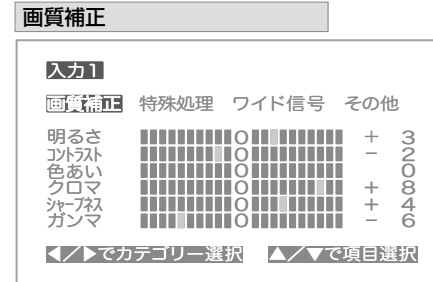 画質補正
入力1
画質補正 特殊処理 ワイド信号 その他
明るさ 0 + 3
コントラスト 0 - 2
色あい 0
クロマ 0 + 8
シャープネス 0 + 4
ガンマ 0 - 6
◀/▶でカテゴリー選択 ▲/▼で項目選択